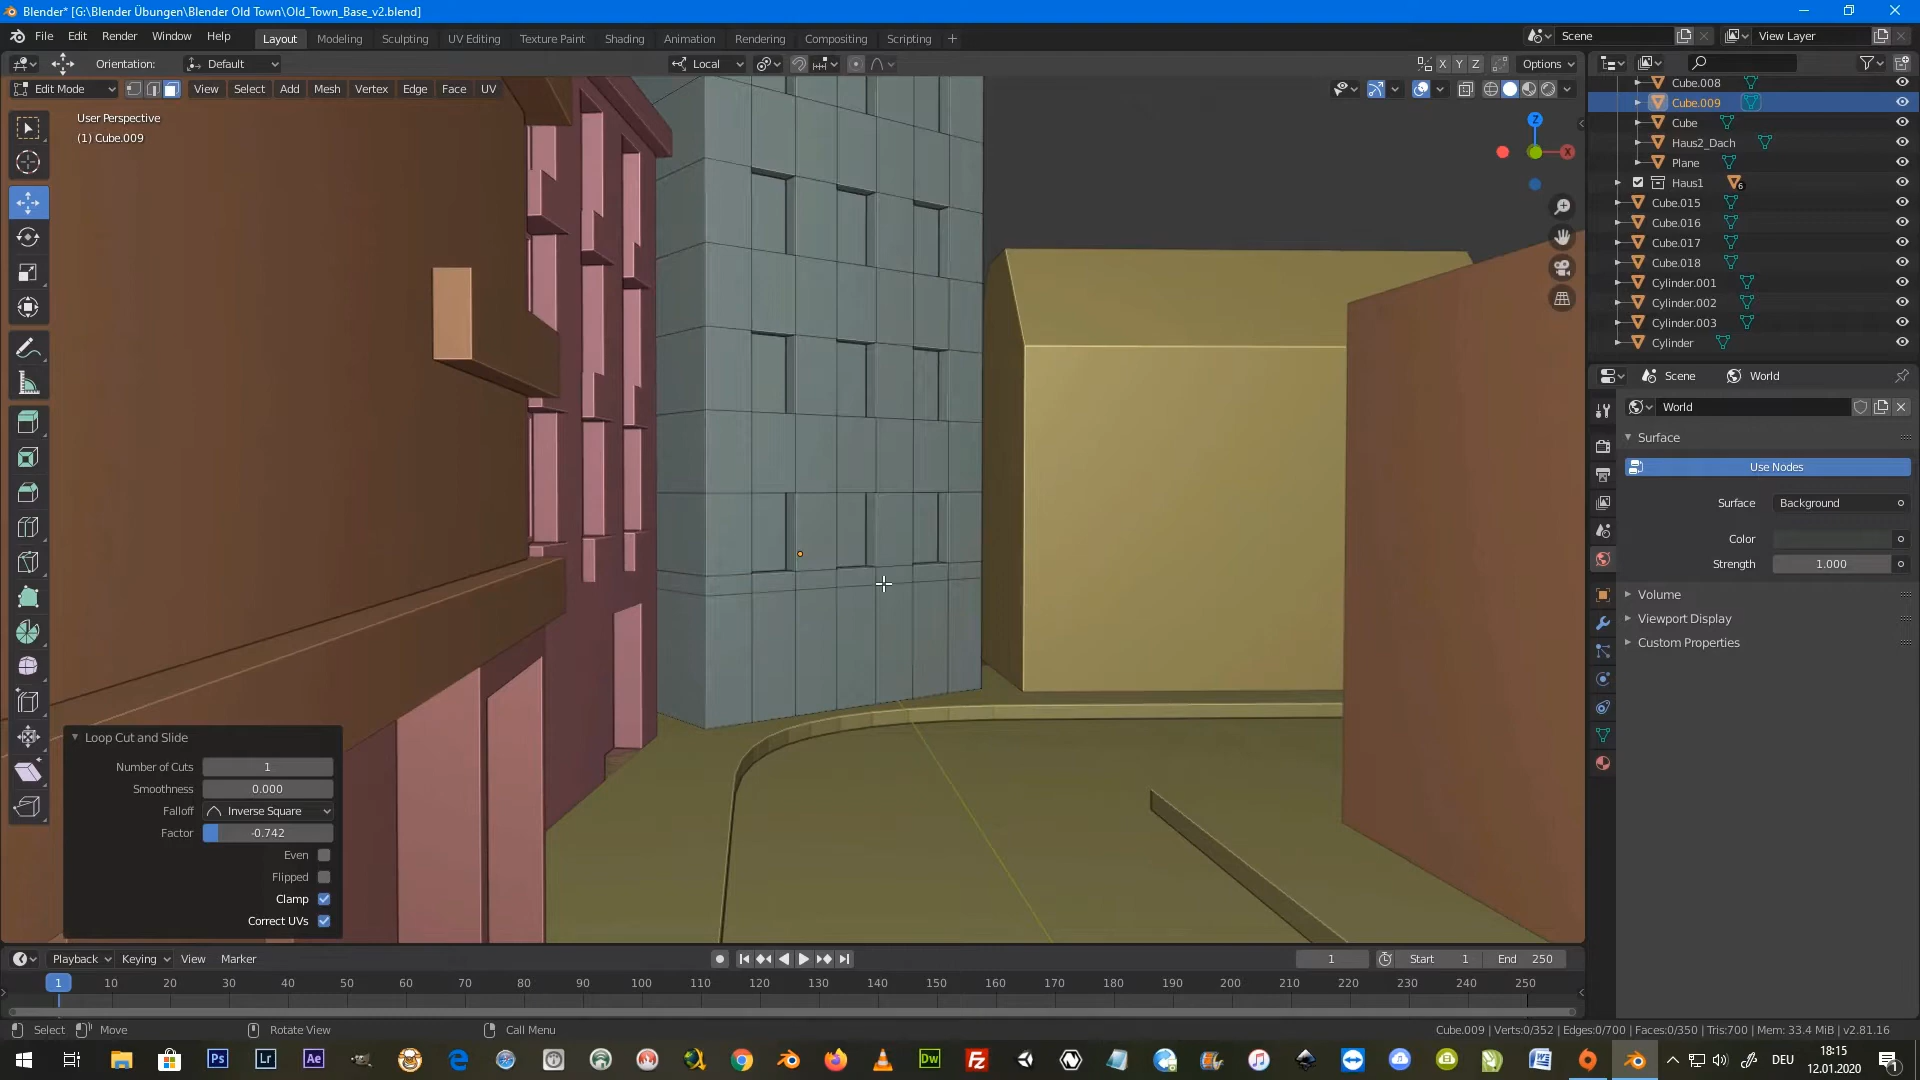 Blender* [G:\Blender Übungen\Blender Old Town\Old_Town_Base_v2.blend]
File Edit Render Window Help
Layout Modeling Sculpting UV Editing Texture Paint Shading Animation Rendering Compositing Scripting +
Scene
View Layer
Orientation: Default
Local
X Y Z Options
Edit Mode View Select Add Mesh Vertex Edge Face UV
User Perspective
(1) Cube.009
Z
X
Cube.008
Cube.009
Cube
Haus2_Dach
Plane
Haus1 6
Cube.015
Cube.016
Cube.017
Cube.018
Cylinder.001
Cylinder.002
Cylinder.003
Cylinder
Scene World
World
Surface
Use Nodes
Surface Background
Color
Strength 1.000
Volume
Viewport Display
Custom Properties
Loop Cut and Slide
Number of Cuts 1
Smoothness 0.000
Falloff Inverse Square
Factor -0.742
Even
Flipped
Clamp
Correct UVs
Playback Keying View Marker
1 Start 1 End 250
1 10 20 30 40 50 60 70 80 90 100 110 120 130 140 150 160 170 180 190 200 210 220 230 240 250
Select Move Rotate View Call Menu
Cube.009 | Verts:0/352 | Edges:0/700 | Faces:0/350 | Tris:700 | Mem: 33.4 MiB | v2.81.16
Ps Lr Ae Dw Fz
DEU
18:15
12.01.2020
1